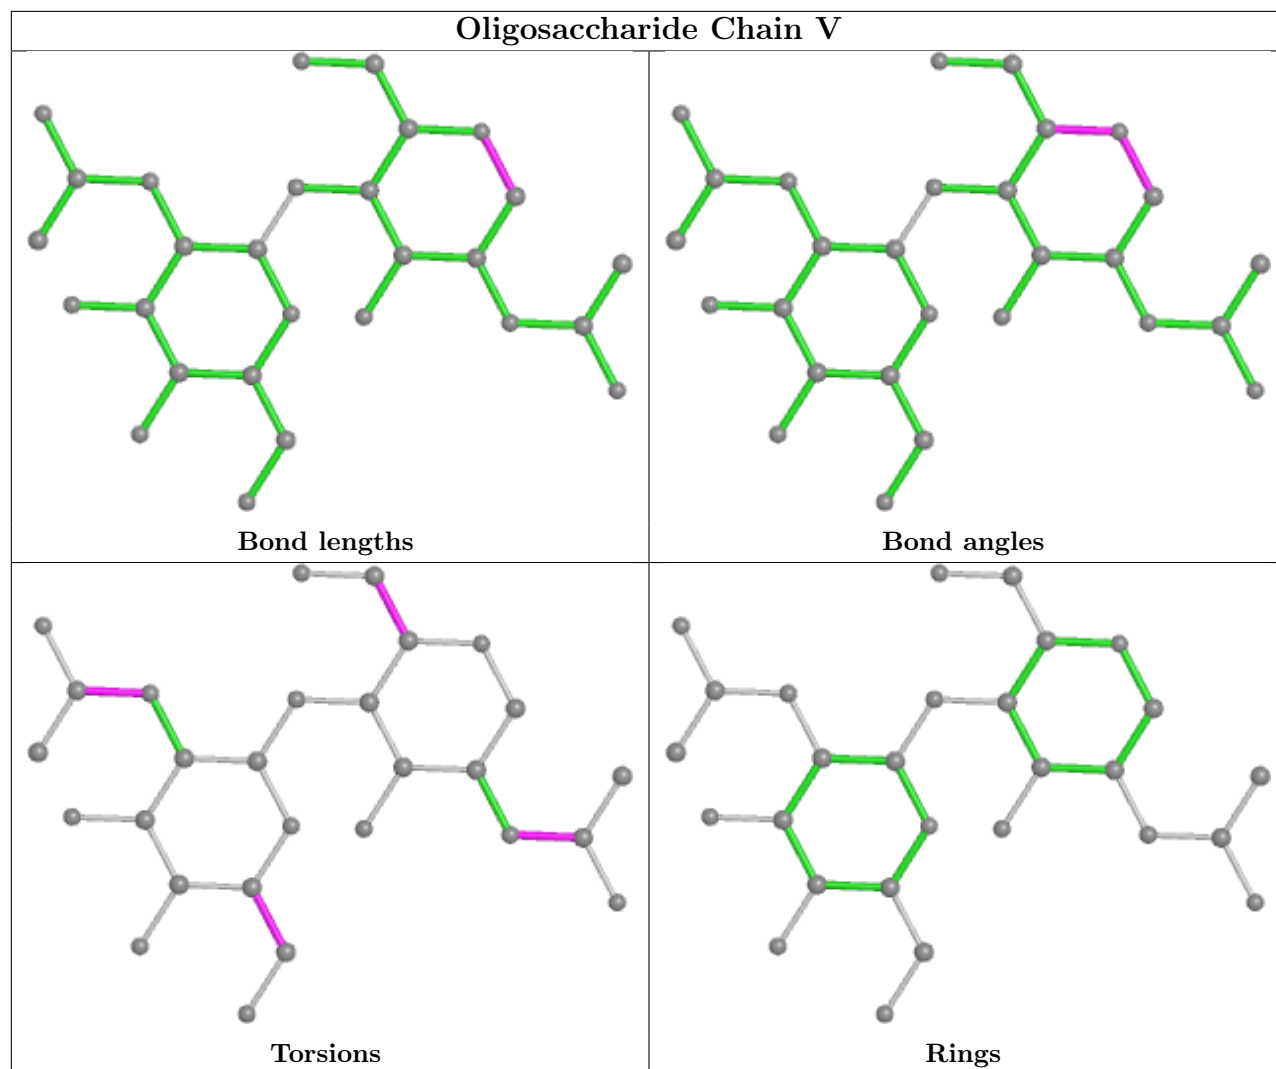 Oligosaccharide Chain V
Bond lengths
Bond angles
Torsions
Rings